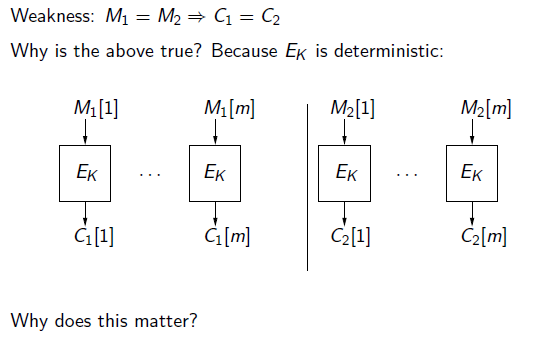 Weakness: M₁ = M₂ ⇒ C₁ = C₂
Why is the above true? Because E_K is deterministic:
M₁[1] M₁[m] M₂[1] M₂[m]
E_K ... E_K E_K ... E_K
C₁[1] C₁[m] C₂[1] C₂[m]
Why does this matter?